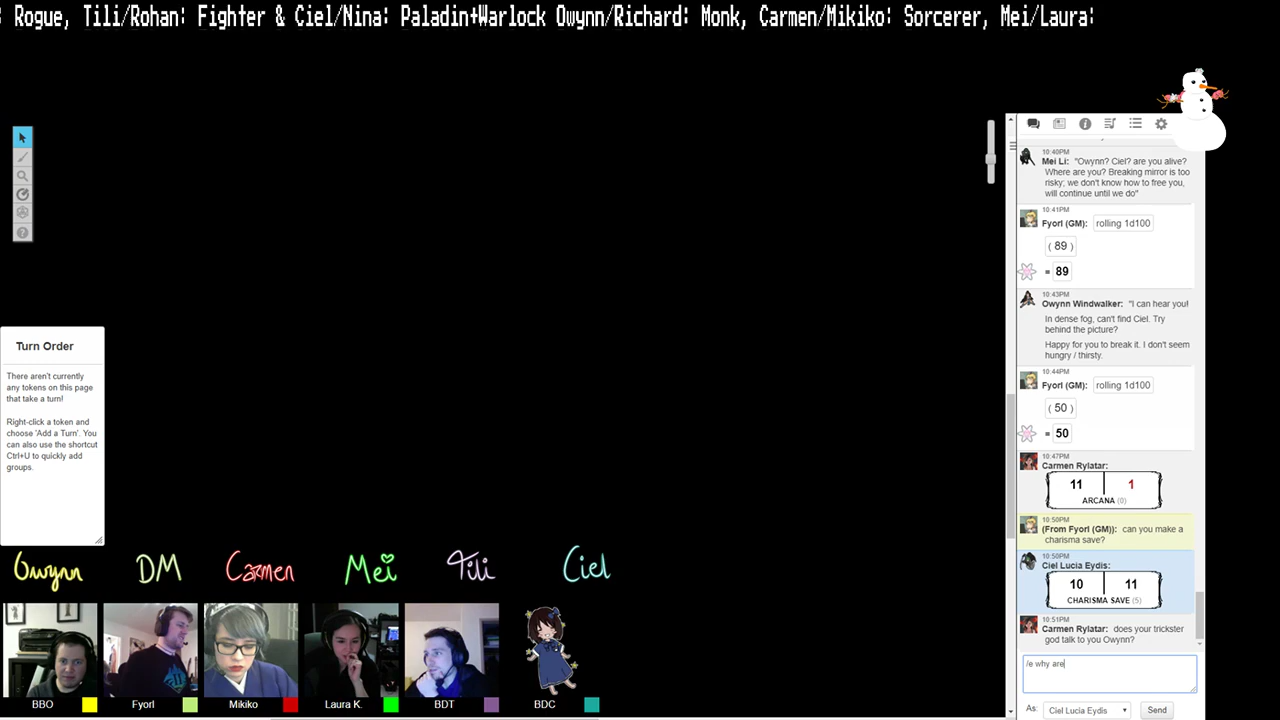 : Rogue, Tili/Rohan: Fighter & Ciel/Nina: Paladin+Warlock Owynn/Richard: Monk, Carmen/Mikiko: Sorcerer, Mei/Laura:
Turn Order
There aren't currently
any tokens on this page
that take a turn!
Right-click a token and
choose 'Add a Turn'. You
can also use the shortcut
Ctrl+U to quickly add
groups.
10:40PM
Mei Li: "Owynn? Ciel? are you alive?
Where are you? Breaking mirror is too
risky; we don't know how to free you,
will continue until we do"
10:41PM
Fyorl (GM): rolling 1d100
( 89 )
= 89
10:43PM
Owynn Windwalker: "I can hear you!
In dense fog, can't find Ciel. Try
behind the picture?
Happy for you to break it. I don't seem
hungry / thirsty.
10:44PM
Fyorl (GM): rolling 1d100
( 50 )
= 50
10:47PM
Carmen Rylatar:
11 1
ARCANA (0)
10:50PM
(From Fyorl (GM)): can you make a
charisma save?
10:50PM
Ciel Lucia Eydis:
10 11
CHARISMA SAVE (5)
10:51PM
Carmen Rylatar: does your trickster
god talk to you Owynn?
/e why are
As: Ciel Lucia Eydis Send
Owynn DM Carmen Mei Tili Ciel
BBO Fyorl Mikiko Laura K. BDT BDC